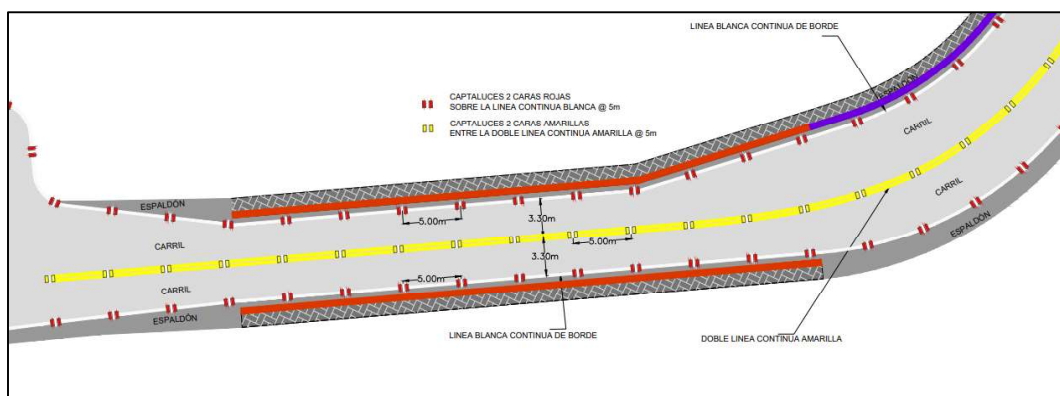 LINEA BLANCA CONTINUA DE BORDE
CAPTALUCES 2 CARAS ROJAS
SOBRE LA LINEA CONTINUA BLANCA @ 5m
CAPTALUCES 2 CARAS AMARILLAS
ENTRE LA DOBLE LINEA CONTINUA AMARILLA @ 5m
ESPALDÓN
CARRIL
CARRIL
ESPALDÓN
ESPALDÓN
5.00m
3.30m
CARRIL
5.00m
3.30m
5.00m
CARRIL
ESPALDÓN
LINEA BLANCA CONTINUA DE BORDE
DOBLE LINEA CONTINUA AMARILLA